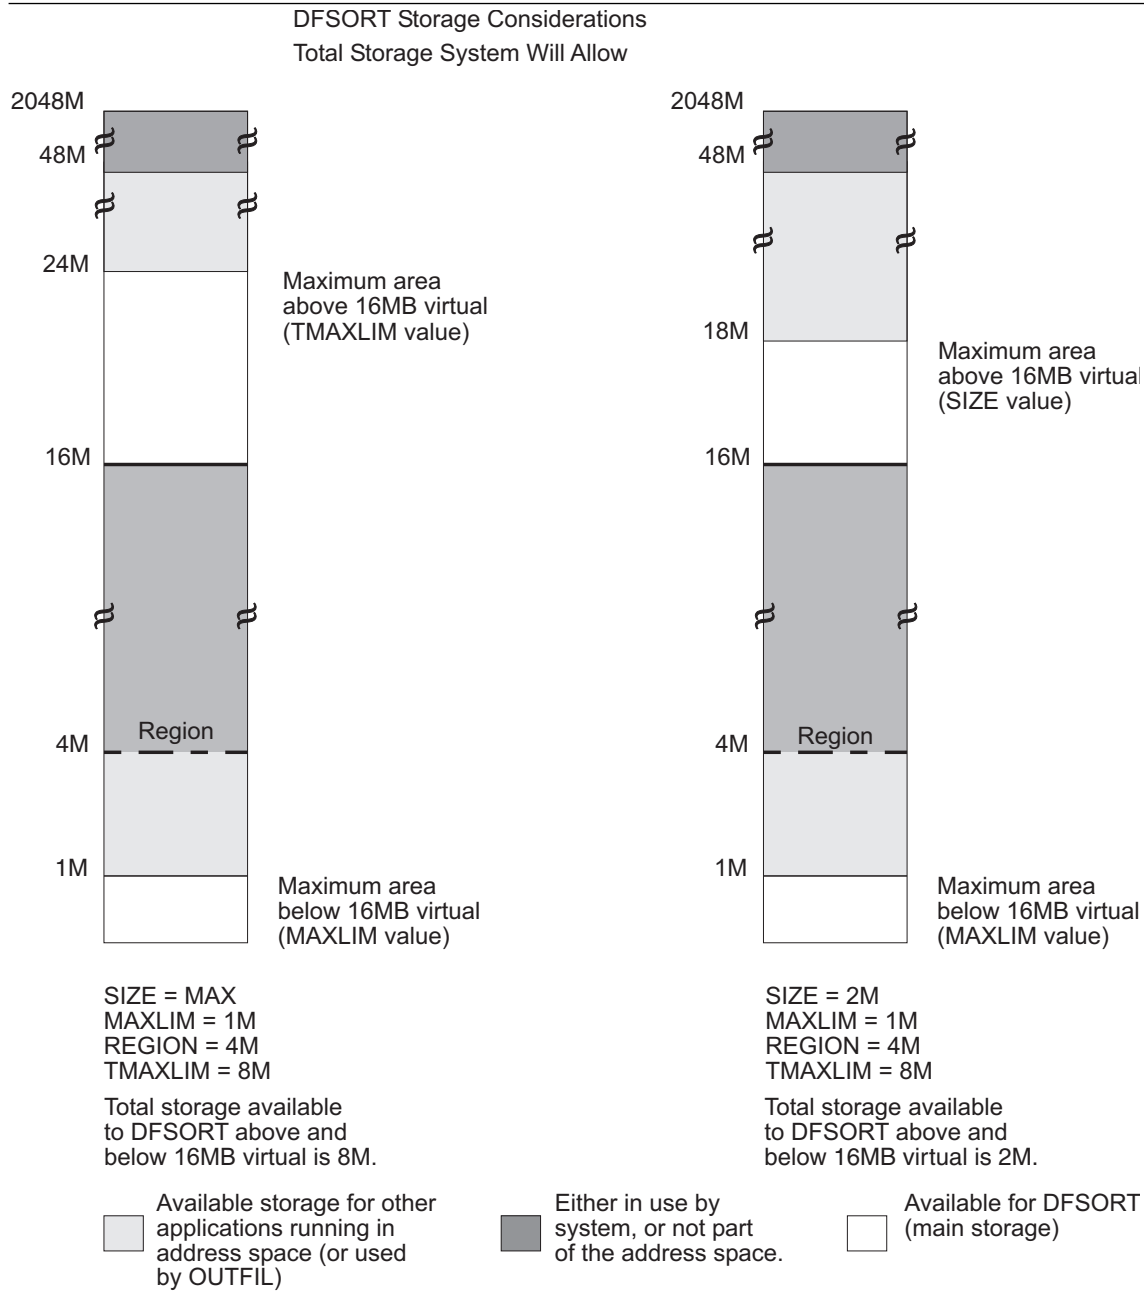 DFSORT Storage Considerations
Total Storage System Will Allow
2048M
48M
24M
Maximum area
above 16MB virtual
(TMAXLIM value)
16M
Region
4M
1M
Maximum area
below 16MB virtual
(MAXLIM value)
SIZE = MAX
MAXLIM = 1M
REGION = 4M
TMAXLIM = 8M
Total storage available
to DFSORT above and
below 16MB virtual is 8M.
2048M
48M
18M
Maximum area
above 16MB virtual
(SIZE value)
16M
Region
4M
1M
Maximum area
below 16MB virtual
(MAXLIM value)
SIZE = 2M
MAXLIM = 1M
REGION = 4M
TMAXLIM = 8M
Total storage available
to DFSORT above and
below 16MB virtual is 2M.
Available storage for other
applications running in
address space (or used
by OUTFIL)
Either in use by
system, or not part
of the address space.
Available for DFSORT
(main storage)